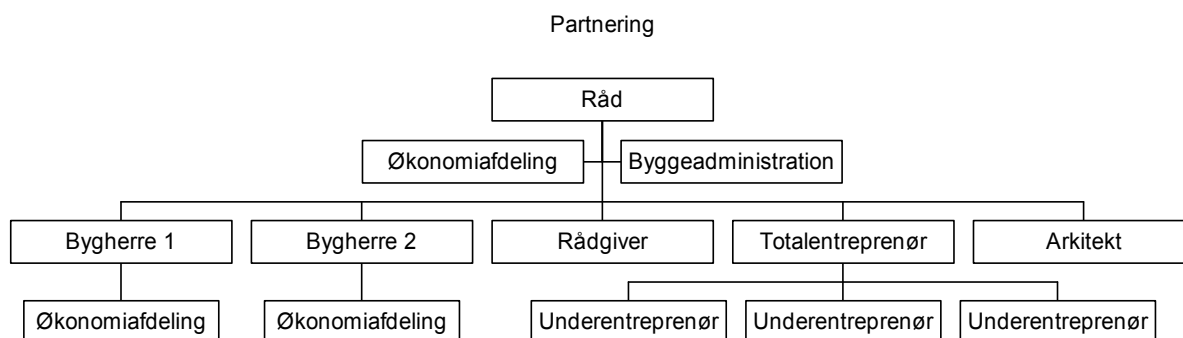 Partnering
Råd
Økonomiafdeling
Byggeadministration
Bygherre 1
Bygherre 2
Rådgiver
Totalentreprenør
Arkitekt
Økonomiafdeling
Økonomiafdeling
Underentreprenør
Underentreprenør
Underentreprenør